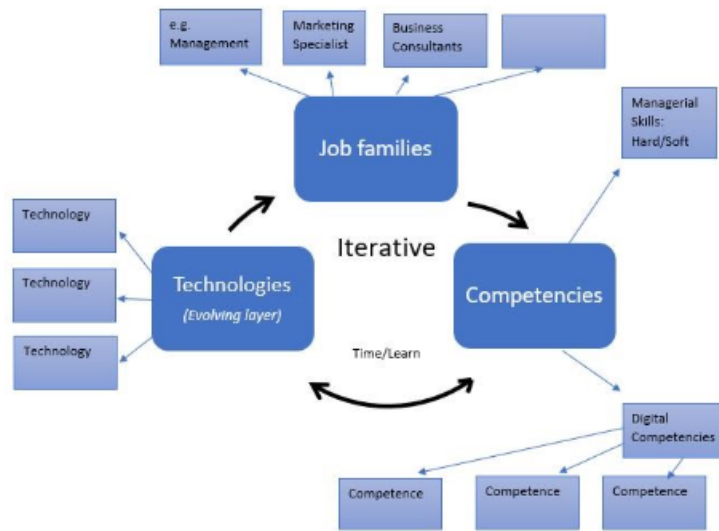 e.g.
Management
Marketing
Specialist
Business
Consultants
Managerial
Skills:
Hard/Soft
Job families
Technology
Technology
Technology
Technologies
(Evolving layer)
Iterative
Competencies
Time/Learn
Digital
Competencies
Competence
Competence
Competence